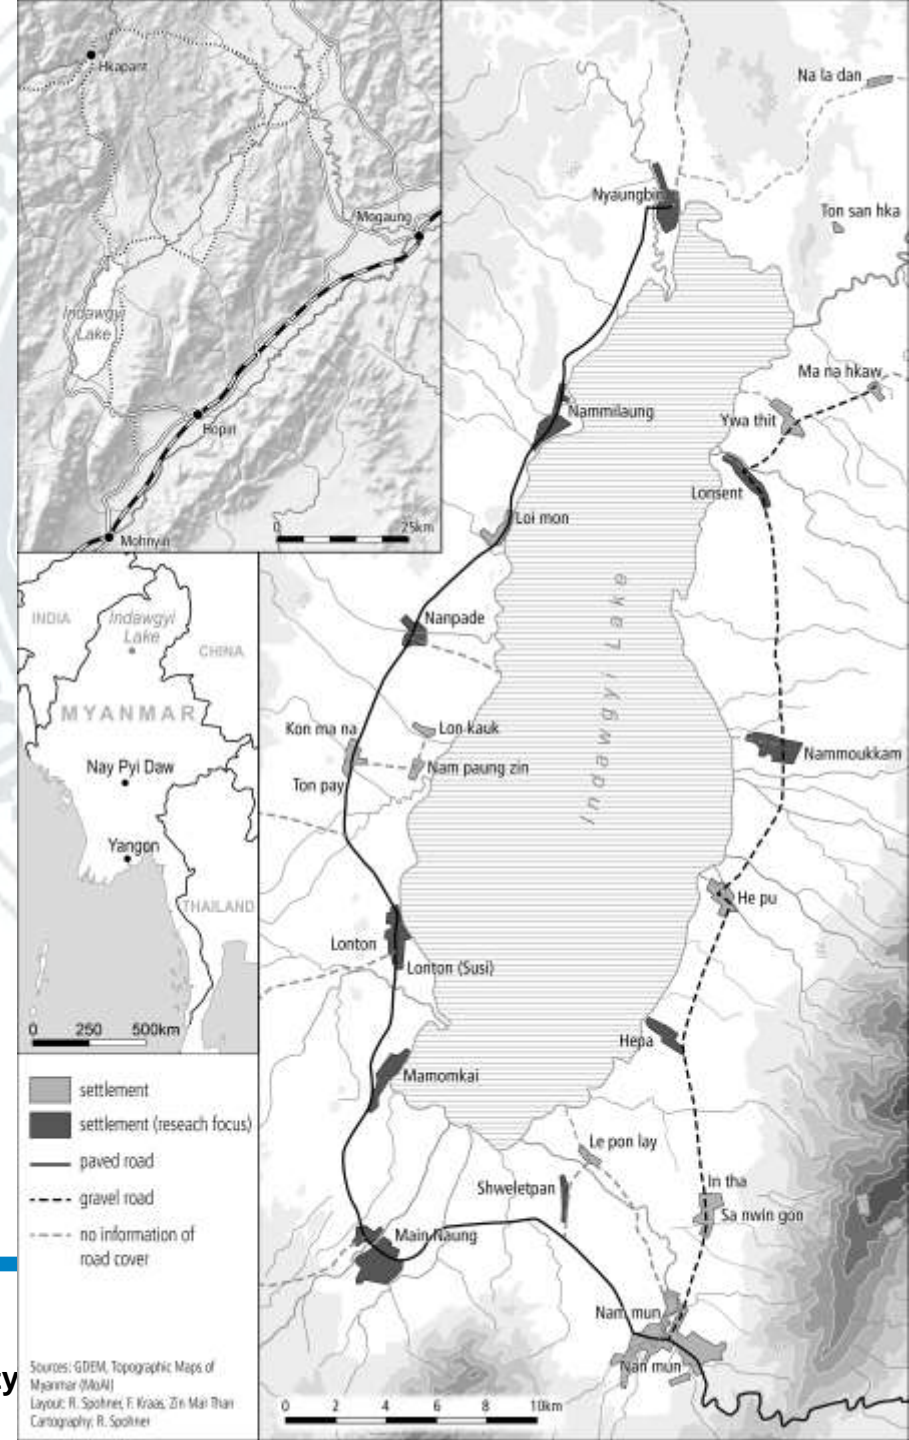 Hkapant
Mogaung
Indawgyi
Lake
Hopin
Mohnyin
0 25km
INDIA
Indawgyi
Lake
CHINA
MYANMAR
Nay Pyi Daw
Yangon
THAILAND
0 250 500km
settlement
settlement (reseach focus)
paved road
gravel road
no information of
road cover
Sources: GDEM, Topographic Maps of
Myanmar (MoAI)
Layout: R. Spohner, F. Kraas, Zin Mai Than
Cartography: R. Spohner
y
Na la dan
Nyaungbin
Ton san hka
Ma na hkaw
Nammilaung
Ywa thit
Lonsent
Loi mon
Nanpade
Indawgyi Lake
Kon ma na
Lon kauk
Nammoukkam
Nam paung zin
Ton pay
He pu
Lonton
Lonton (Susi)
Hepa
Mamomkai
Le pon lay
Shweletpan
In tha
Sa nwin gon
Main Naung
Nam mun
Nan mun
0 2 4 6 8 10km